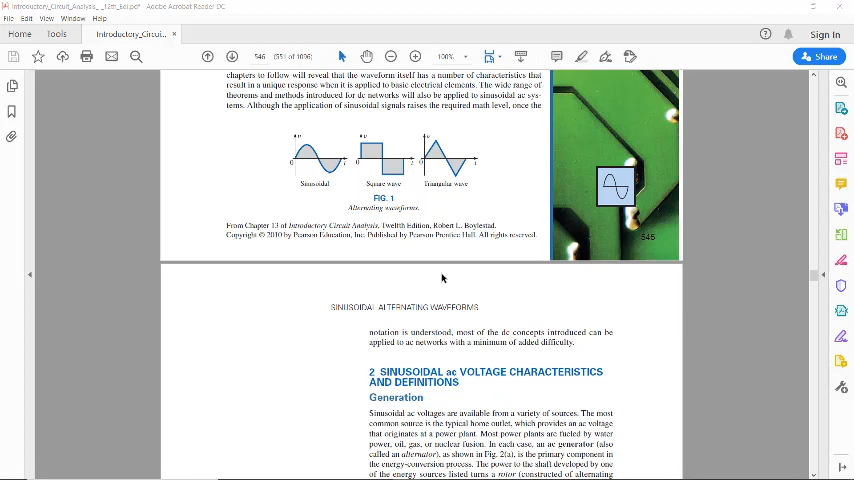 Introductory_Circuit_Analysis_ _12th_Edi.pdf - Adobe Acrobat Reader DC
File Edit View Window Help
Home Tools Introductory_Circui... × Sign In
546 (551 of 1096) 100% Share
chapters to follow will reveal that the waveform itself has a number of characteristics that
result in a unique response when it is applied to basic electrical elements. The wide range of
theorems and methods introduced for dc networks will also be applied to sinusoidal ac sys-
tems. Although the application of sinusoidal signals raises the required math level, once the
υ υ υ
0 t 0 t 0 t
Sinusoidal Square wave Triangular wave
FIG. 1
Alternating waveforms.
From Chapter 13 of Introductory Circuit Analysis, Twelfth Edition, Robert L. Boylestad.
Copyright © 2010 by Pearson Education, Inc. Published by Pearson Prentice Hall. All rights reserved.
545
SINUSOIDAL ALTERNATING WAVEFORMS
notation is understood, most of the dc concepts introduced can be
applied to ac networks with a minimum of added difficulty.
2 SINUSOIDAL ac VOLTAGE CHARACTERISTICS
AND DEFINITIONS
Generation
Sinusoidal ac voltages are available from a variety of sources. The most
common source is the typical home outlet, which provides an ac voltage
that originates at a power plant. Most power plants are fueled by water
power, oil, gas, or nuclear fusion. In each case, an ac generator (also
called an alternator), as shown in Fig. 2(a), is the primary component in
the energy-conversion process. The power to the shaft developed by one
of the energy sources listed turns a rotor (constructed of alternating